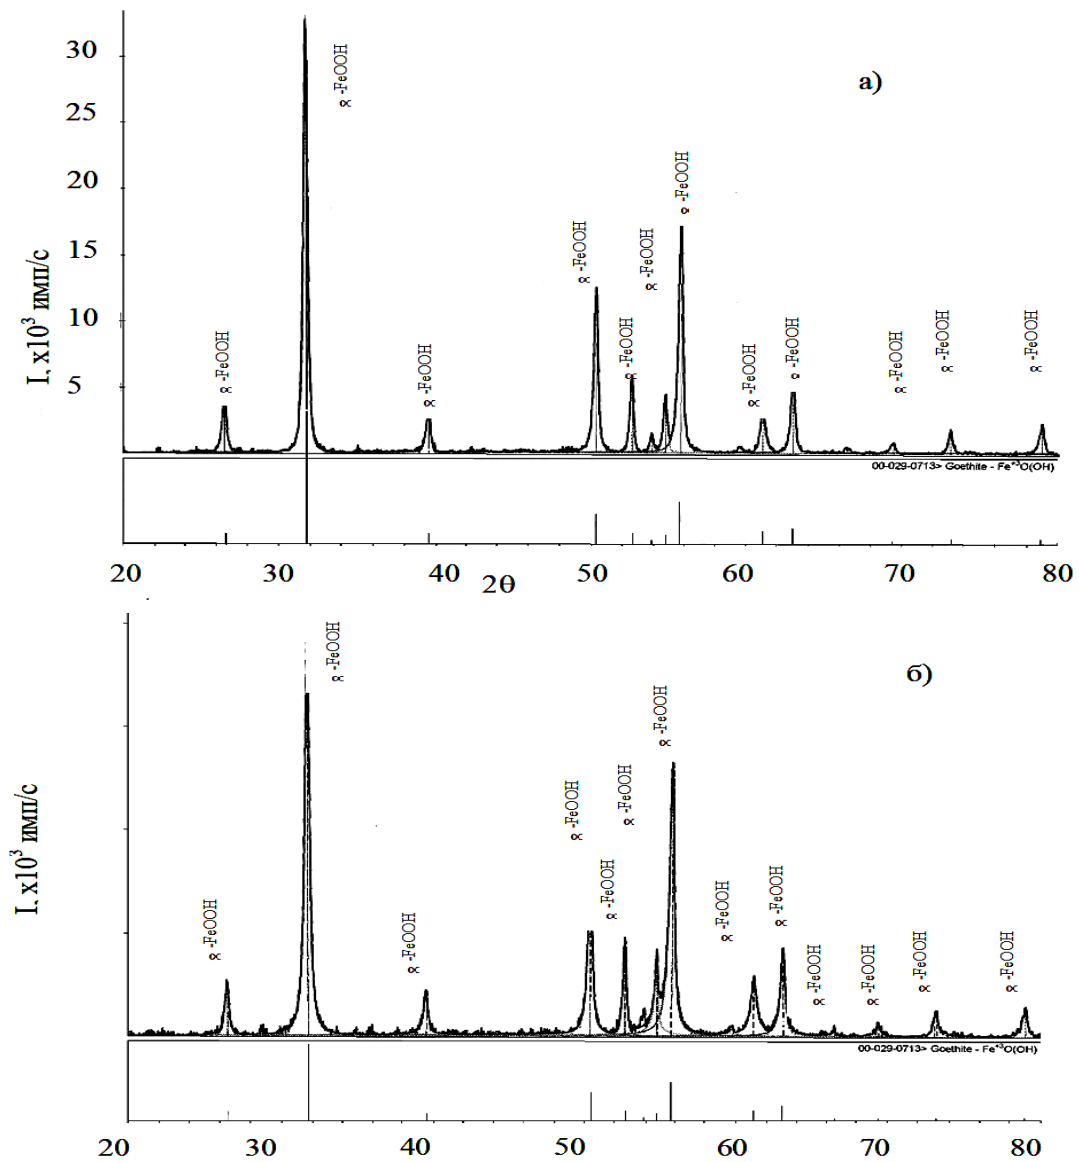 а)
I, x10³ имп/с
30
25
20
15
10
5
∝ -FeOOH
∝ -FeOOH
∝ -FeOOH
∝ -FeOOH
∝ -FeOOH
∝ -FeOOH
∝ -FeOOH
∝ -FeOOH
∝ -FeOOH
∝ -FeOOH
∝ -FeOOH
∝ -FeOOH
00-029-0713> Goethite - Fe⁺³O(OH)
20 30 40 50 60 70 80
2θ
б)
I, x10³ имп/с
∝ -FeOOH
∝ -FeOOH
∝ -FeOOH
∝ -FeOOH
∝ -FeOOH
∝ -FeOOH
∝ -FeOOH
∝ -FeOOH
∝ -FeOOH
∝ -FeOOH
∝ -FeOOH
∝ -FeOOH
∝ -FeOOH
00-029-0713> Goethite - Fe⁺³O(OH)
20 30 40 50 60 70 80